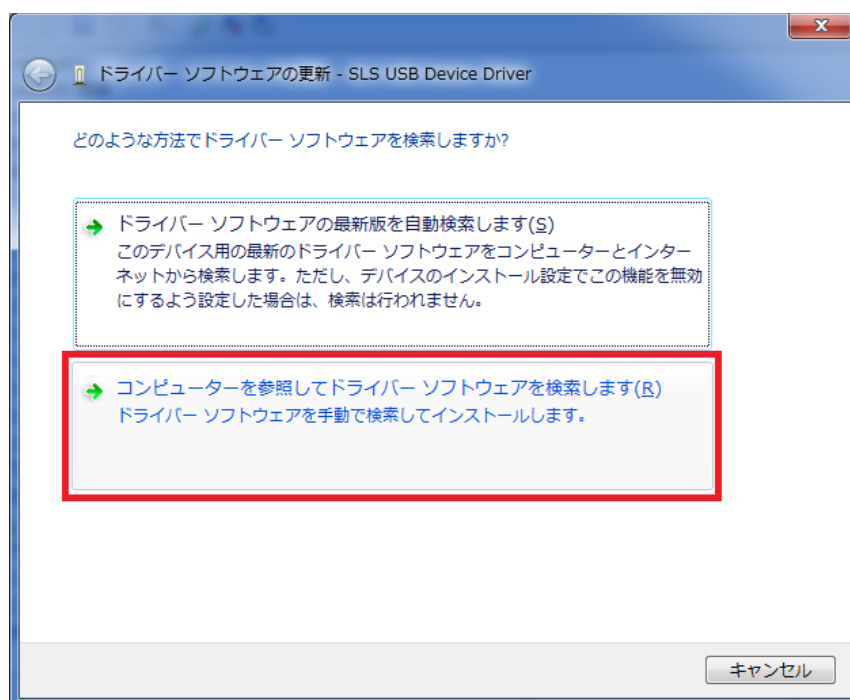 ドライバー ソフトウェアの更新 - SLS USB Device Driver
どのような方法でドライバー ソフトウェアを検索しますか?
ドライバー ソフトウェアの最新版を自動検索します(S)
このデバイス用の最新のドライバー ソフトウェアをコンピューターとインター
ネットから検索します。ただし、デバイスのインストール設定でこの機能を無効
にするよう設定した場合は、検索は行われません。
コンピューターを参照してドライバー ソフトウェアを検索します(R)
ドライバー ソフトウェアを手動で検索してインストールします。
キャンセル